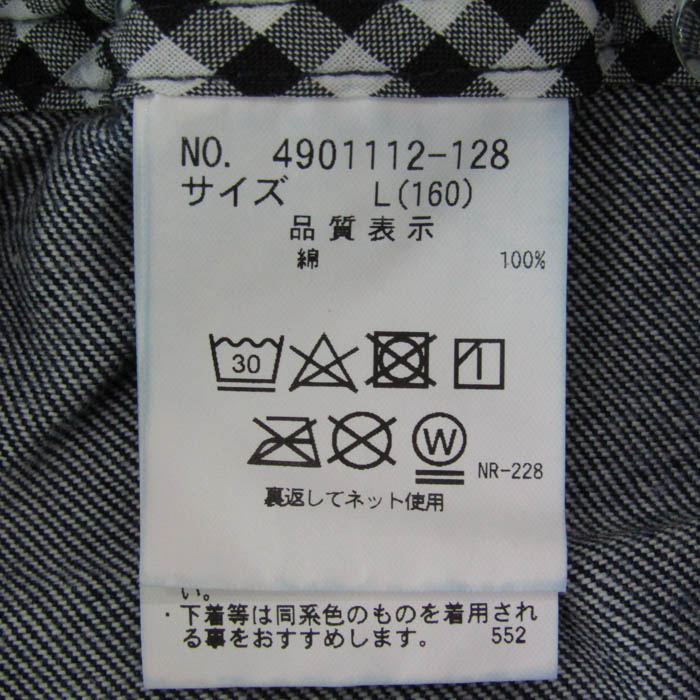 NO. 4901112-128
サイズ L(160)
品質表示
綿 100%
30
W
NR-228
裏返してネット使用
い。
・下着等は同系色のものを着用され
る事をおすすめします。 552